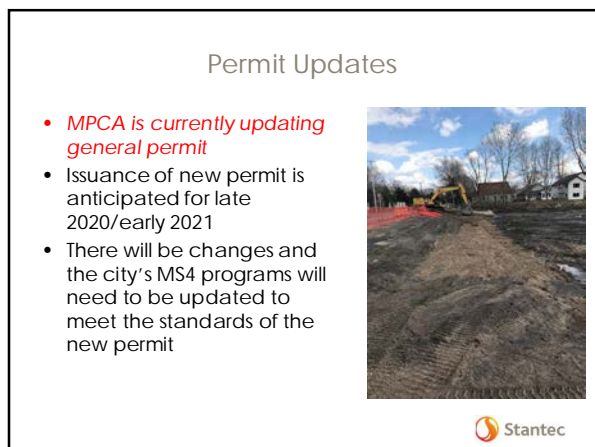 Permit Updates
• MPCA is currently updating
general permit
• Issuance of new permit is
anticipated for late
2020/early 2021
• There will be changes and
the city's MS4 programs will
need to be updated to
meet the standards of the
new permit
Stantec